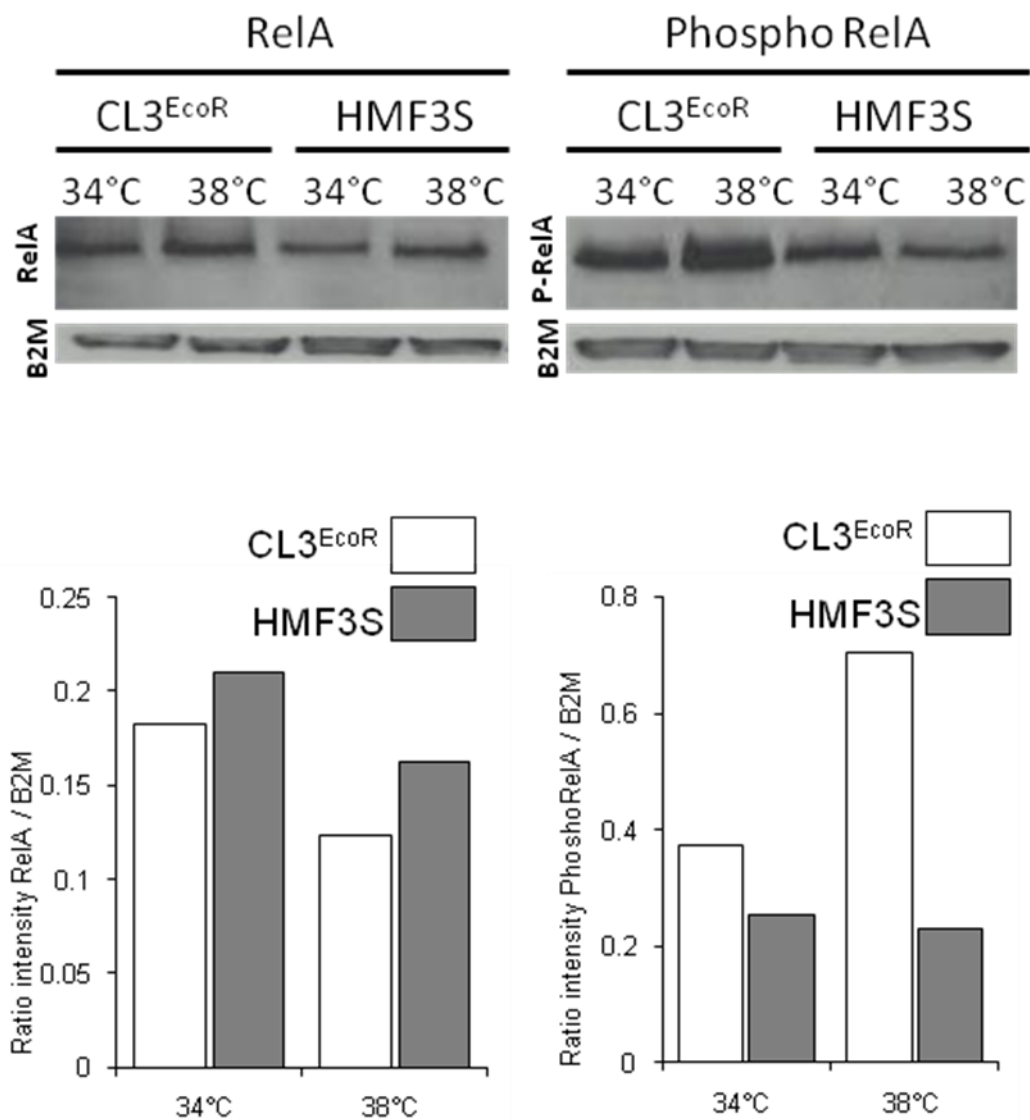 RelA
Phospho RelA
CL3EcoR
HMF3S
CL3EcoR
HMF3S
34°C
38°C
34°C
38°C
34°C
38°C
34°C
38°C
RelA
B2M
P-RelA
B2M
CL3EcoR
HMF3S
0.25
0.2
0.15
0.1
0.05
0
Ratio intensity RelA / B2M
34°C
38°C
CL3EcoR
HMF3S
0.8
0.6
0.4
0.2
0
Ratio intensity PhoshoRelA / B2M
34°C
38°C